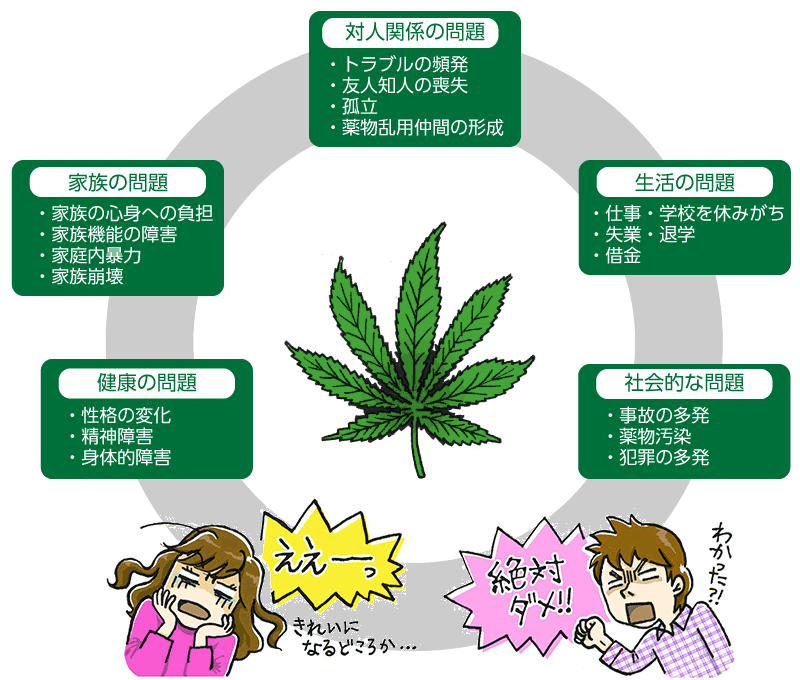 対人関係の問題
・トラブルの頻発
・友人知人の喪失
・孤立
・薬物乱用仲間の形成
家族の問題
・家族の心身への負担
・家族機能の障害
・家庭内暴力
・家族崩壊
生活の問題
・仕事・学校を休みがち
・失業・退学
・借金
健康の問題
・性格の変化
・精神障害
・身体的障害
社会的な問題
・事故の多発
・薬物汚染
・犯罪の多発
ええーっ
きれいに
なるどころか…
絶対
ダメ!!
わかった?!